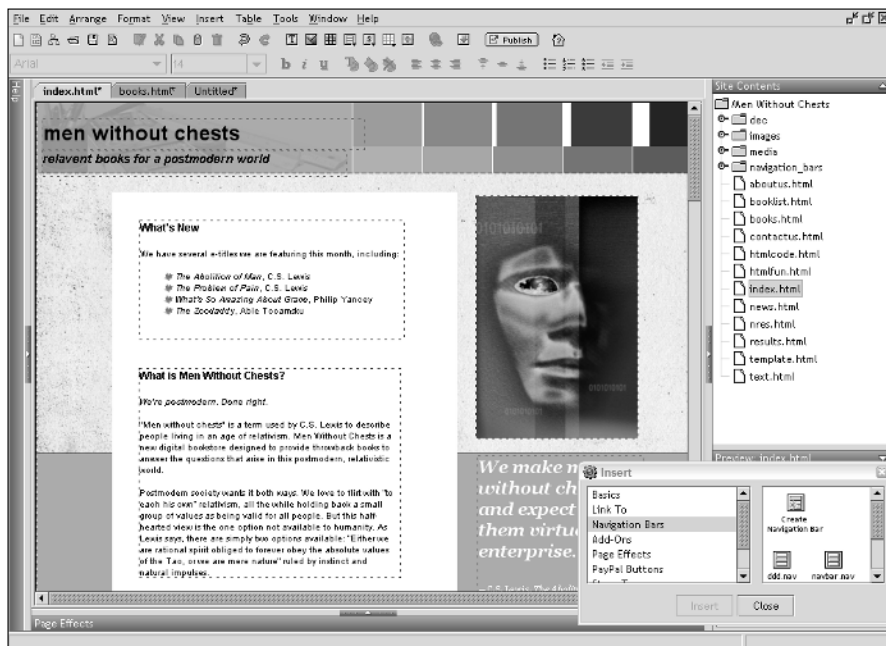 File Edit Arrange Format View Insert Table Tools Window Help
Publish
Arial 14 b i u
Help
index.html* books.html* Untitled*
men without chests
relavent books for a postmodern world
01010101
What's New
We have several e-titles we are featuring this month, including:
The Abolition of Man, C.S. Lewis
The Problem of Pain, C.S. Lewis
What's So Amazing About Grace, Philip Yancey
The Zoodaddy, Able Tooamdku
0101010101
What is Men Without Chests?
We're postmodern. Done right.
"Men without chests" is a term used by C.S. Lewis to describe
people living in an age of relativism. Men Without Chests is a
new digital bookstore designed to provide throwback books to
answer the questions that arise in this postmodern, relativistic
world.
Postmodern society wants it both ways. We love to flirt with "to
each his own" relativism, all the while holding back a small
group of values as being valid for all people. But this half-
hearted view is the one option not available to humanity. As
Lewis says, there are simply two options available: "Either we
are rational spirit obliged to forever obey the absolute values
of the Tao, or we are mere nature" ruled by instinct and
natural impulses.
We make m
without ch
and expect
them virtu
enterprise.
C.S. Lewis, The
Page Effects
Site Contents
Men Without Chests
doc
images
media
navigation_bars
aboutus.html
booklist.html
books.html
contactus.html
htmlcode.html
htmlfun.html
index.html
news.html
nres.html
results.html
template.html
text.html
Preview: index.html
Insert
Basics
Link To
Navigation Bars
Add-Ons
Page Effects
PayPal Buttons
Create
Navigation Bar
ddd.nav navbar.nav
Insert Close